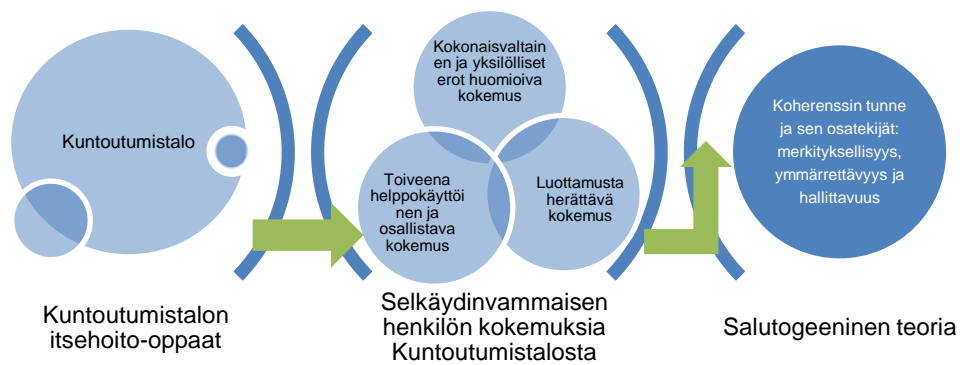 Kuntoutumistalo
Kokonaisvaltain
en ja yksilölliset
erot huomioiva
kokemus
Toiveena
helppokäyttöi
nen ja
osallistava
kokemus
Luottamusta
herättävä
kokemus
Koherenssin tunne
ja sen osatekijät:
merkityksellisyys,
ymmärrettävyys ja
hallittavuus
Kuntoutumistalon
itsehoito-oppaat
Selkäydinvammaisen
henkilön kokemuksia
Kuntoutumistalosta
Salutogeeninen teoria